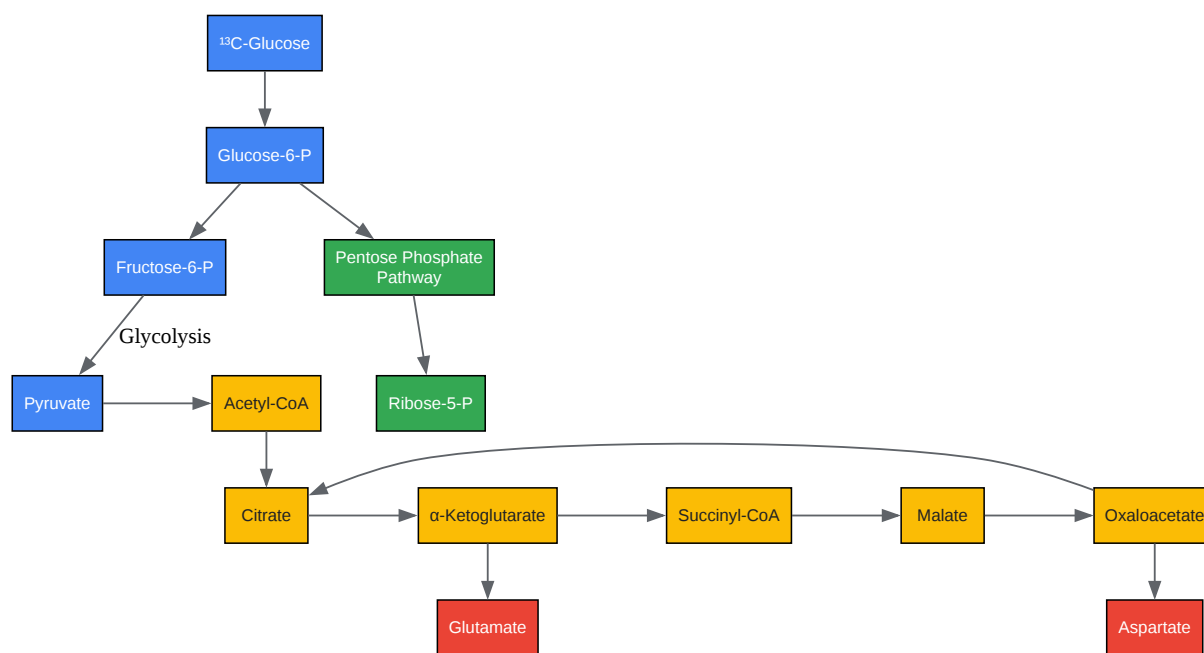 ¹³C-Glucose
Glucose-6-P
Fructose-6-P
Pentose Phosphate
Pathway
Glycolysis
Pyruvate
Acetyl-CoA
Ribose-5-P
Citrate
α-Ketoglutarate
Succinyl-CoA
Malate
Oxaloacetate
Glutamate
Aspartate